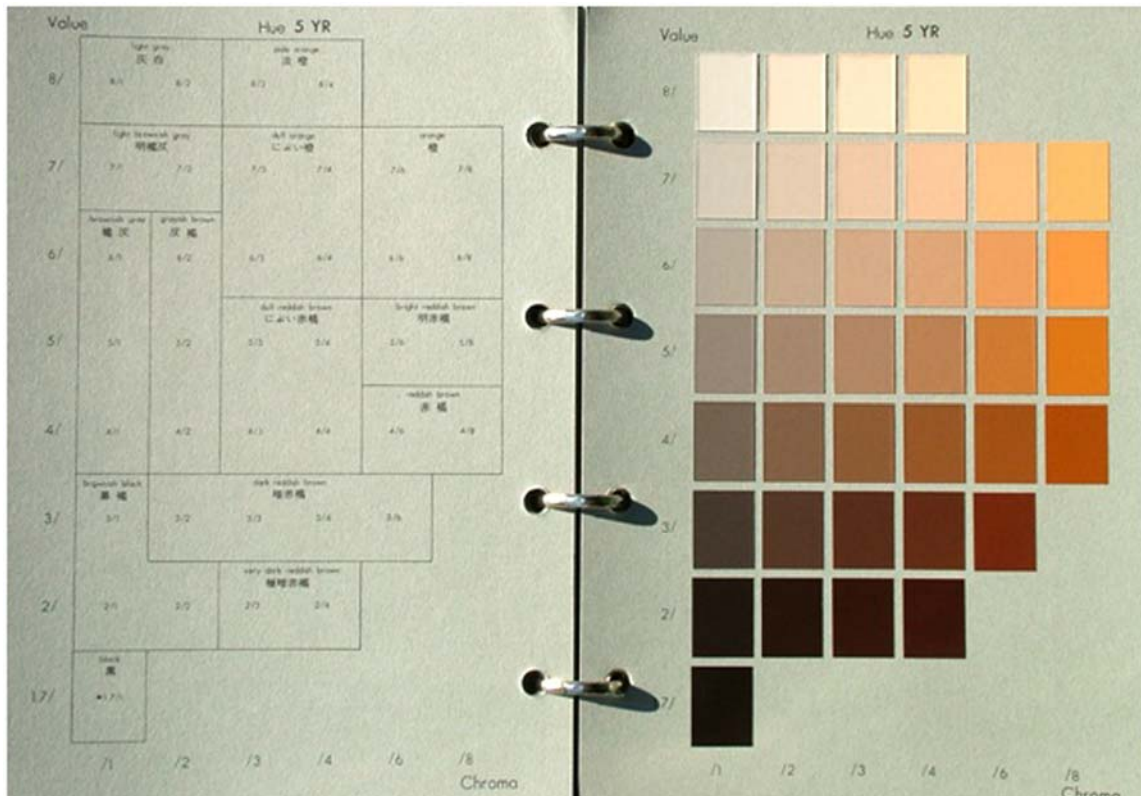 Value Hue 5 YR
light gray pale orange
灰白 淡橙
8/ 8/1 8/2 8/3 8/4
light brownish gray dull orange orange
明褐灰 にぶい橙 橙
7/ 7/1 7/2 7/3 7/4 7/6 7/8
brownish gray grayish brown
褐灰 灰褐
6/ 6/1 6/2 6/3 6/4 6/6 6/8
dull reddish brown bright reddish brown
にぶい赤褐 明赤褐
5/ 5/1 5/2 5/3 5/4 5/6 5/8
reddish brown
赤褐
4/ 4/1 4/2 4/3 4/4 4/6 4/8
brownish black dark reddish brown
黒褐 暗赤褐
3/ 3/1 3/2 3/3 3/4 3/6
very dark reddish brown
極暗赤褐
2/ 2/1 2/2 2/3 2/4
black
黒
1.7/ 1.7/1
/1 /2 /3 /4 /6 /8
Chroma
Value Hue 5 YR
8/
7/
6/
5/
4/
3/
2/
7/
/1 /2 /3 /4 /6 /8
Chroma